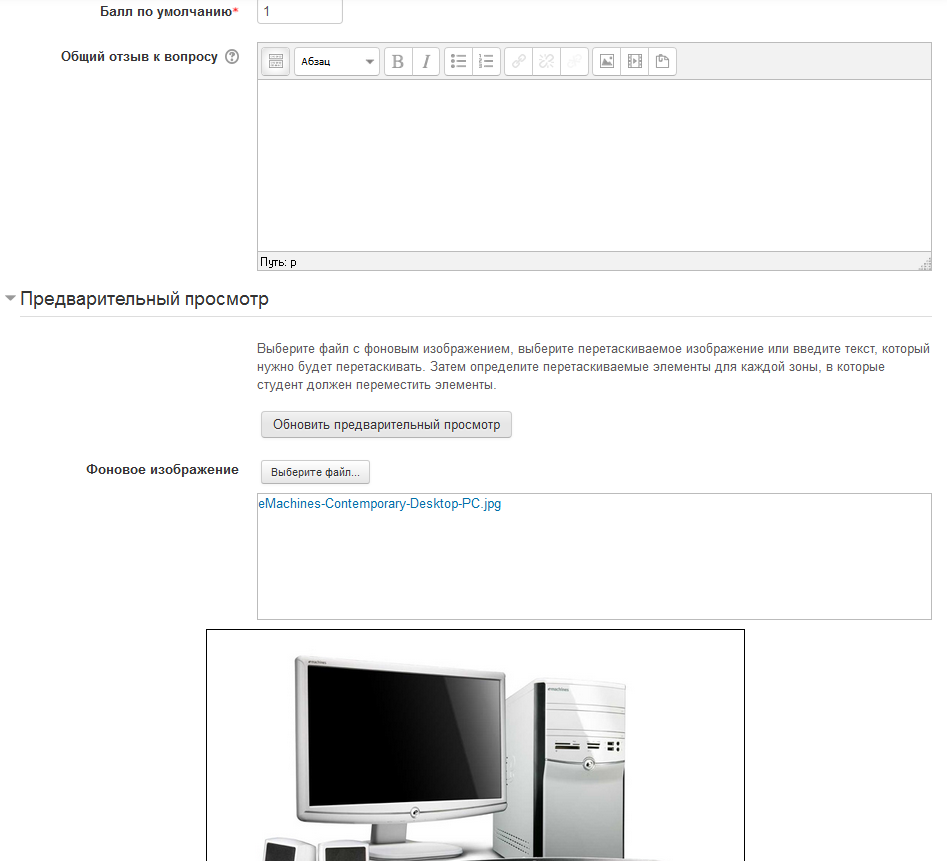 Балл по умолчанию*
1
Общий отзыв к вопросу
Абзац
B I
Путь: p
Предварительный просмотр
Выберите файл с фоновым изображением, выберите перетаскиваемое изображение или введите текст, который
нужно будет перетаскивать. Затем определите перетаскиваемые элементы для каждой зоны, в которые
студент должен переместить элементы.
Обновить предварительный просмотр
Фоновое изображение
Выберите файл...
eMachines-Contemporary-Desktop-PC.jpg
emachines
emachines